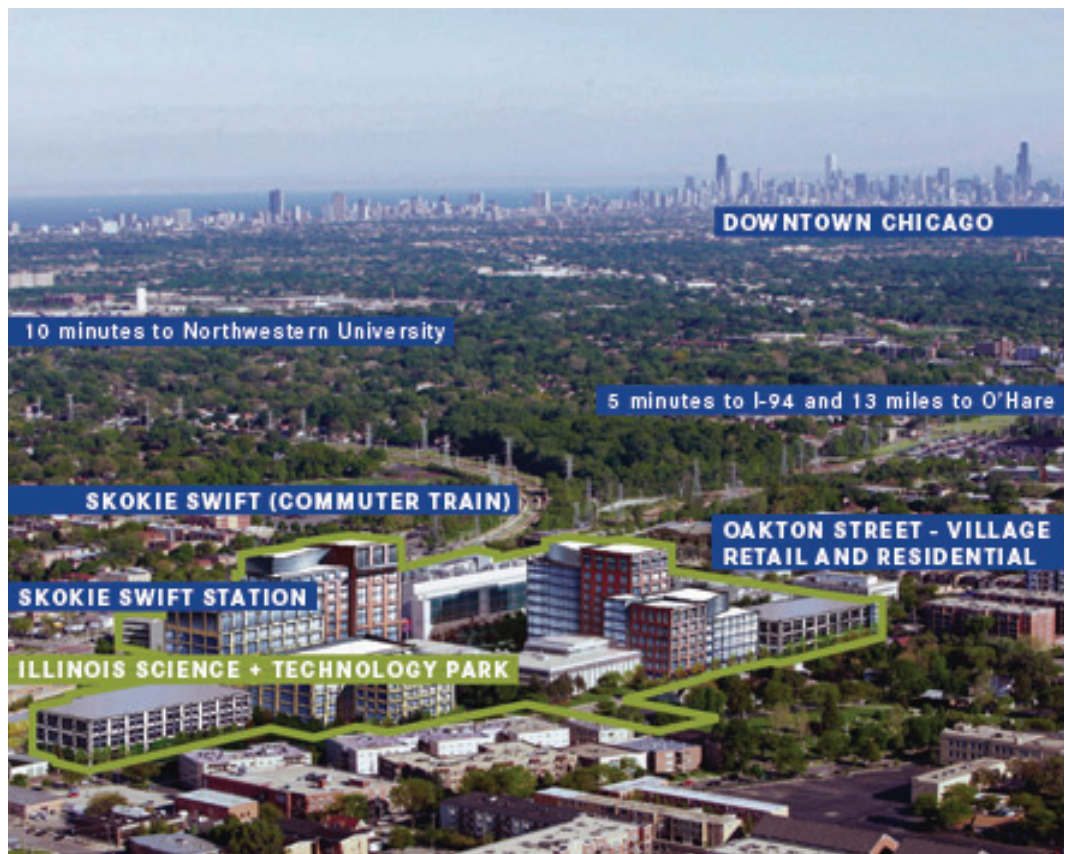 DOWNTOWN CHICAGO
10 minutes to Northwestern University
5 minutes to I-94 and 13 miles to O'Hare
SKOKIE SWIFT (COMMUTER TRAIN)
OAKTON STREET - VILLAGE
RETAIL AND RESIDENTIAL
SKOKIE SWIFT STATION
ILLINOIS SCIENCE + TECHNOLOGY PARK